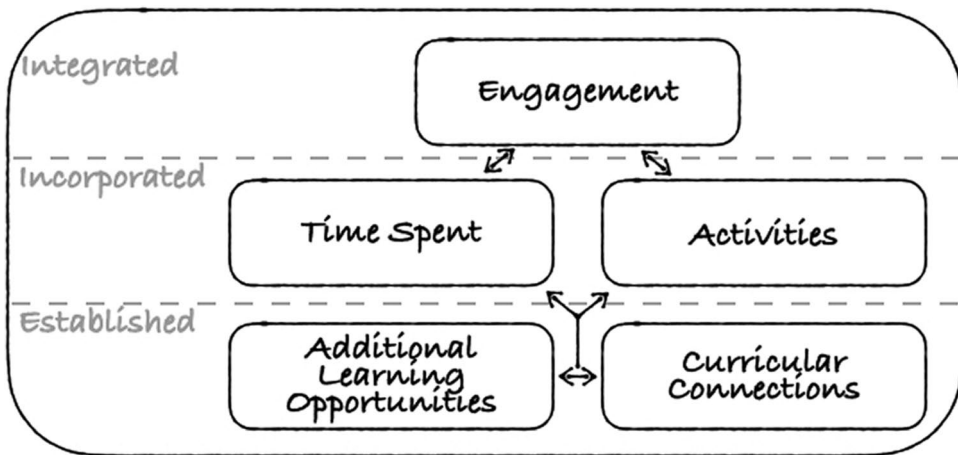 Integrated
Engagement
Incorporated
Time Spent
Activities
Established
Additional
Learning
Opportunities
Curricular
Connections